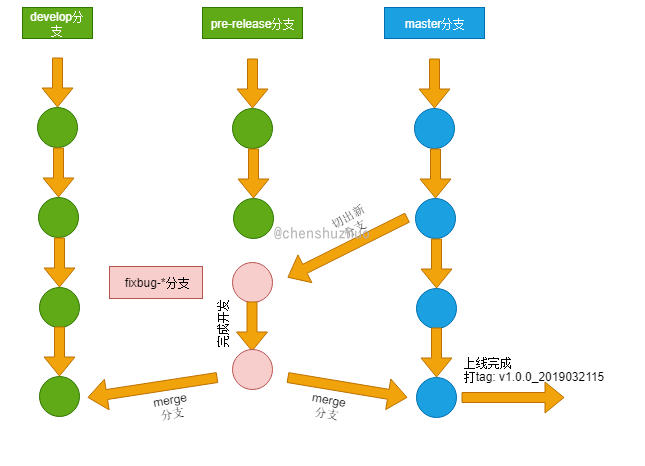 develop分
支
pre-release分支
master分支
切出新
分支
@chenshuzhuo
fixbug-*分支
完成开发
上线完成
打tag: v1.0.0_2019032115
merge
分支
merge
分支